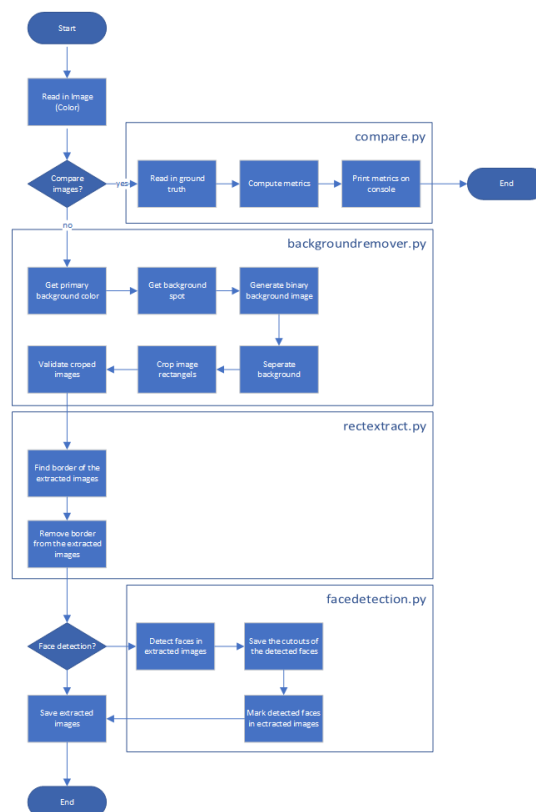 Start
Read in Image
(Color)
compare.py
Compare
images?
yes
Read in ground
truth
Compute metrics
Print metrics on
console
End
no
backgroundremover.py
Get primary
background color
Get background
spot
Generate binary
background image
Validate croped
images
Crop image
rectangels
Seperate
background
rectextract.py
Find border of the
extracted images
Remove border
from the extracted
images
facedetection.py
Face detection?
Detect faces in
extracted images
Save the cutouts of
the detected faces
Save extracted
images
Mark detected faces
in ectracted images
End